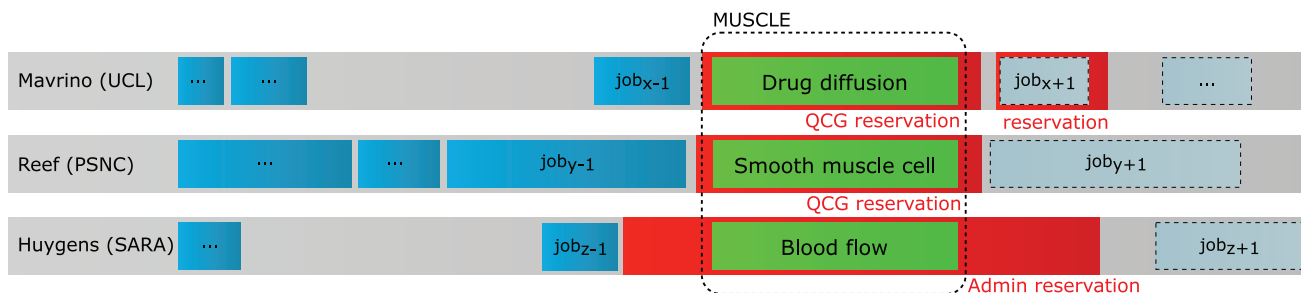 MUSCLE
Mavrino (UCL) ... ... jobx-1 Drug diffusion jobx+1 ...
QCG reservation reservation
Reef (PSNC) ... ... joby-1 Smooth muscle cell joby+1
QCG reservation
Huygens (SARA) ... jobz-1 Blood flow jobz+1
Admin reservation